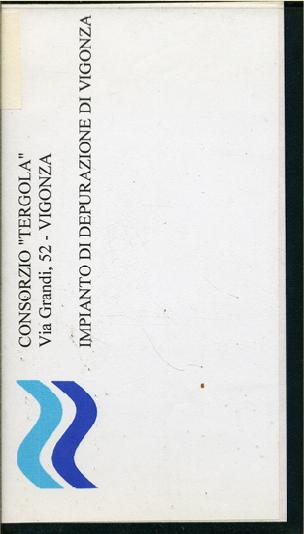 CONSORZIO "TERGOLA"
Via Grandi, 52 - VIGONZA
IMPIANTO DI DEPURAZIONE DI VIGONZA